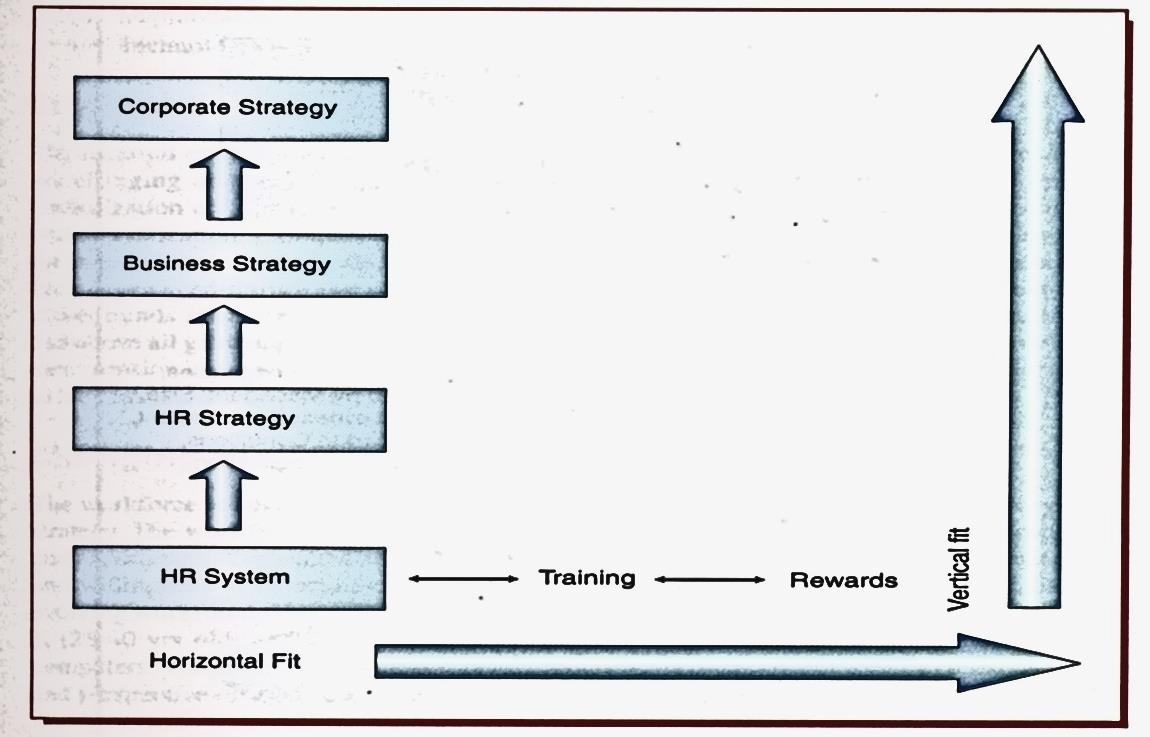 Corporate Strategy
Business Strategy
HR Strategy
HR System
Training
Rewards
Vertical fit
Horizontal Fit